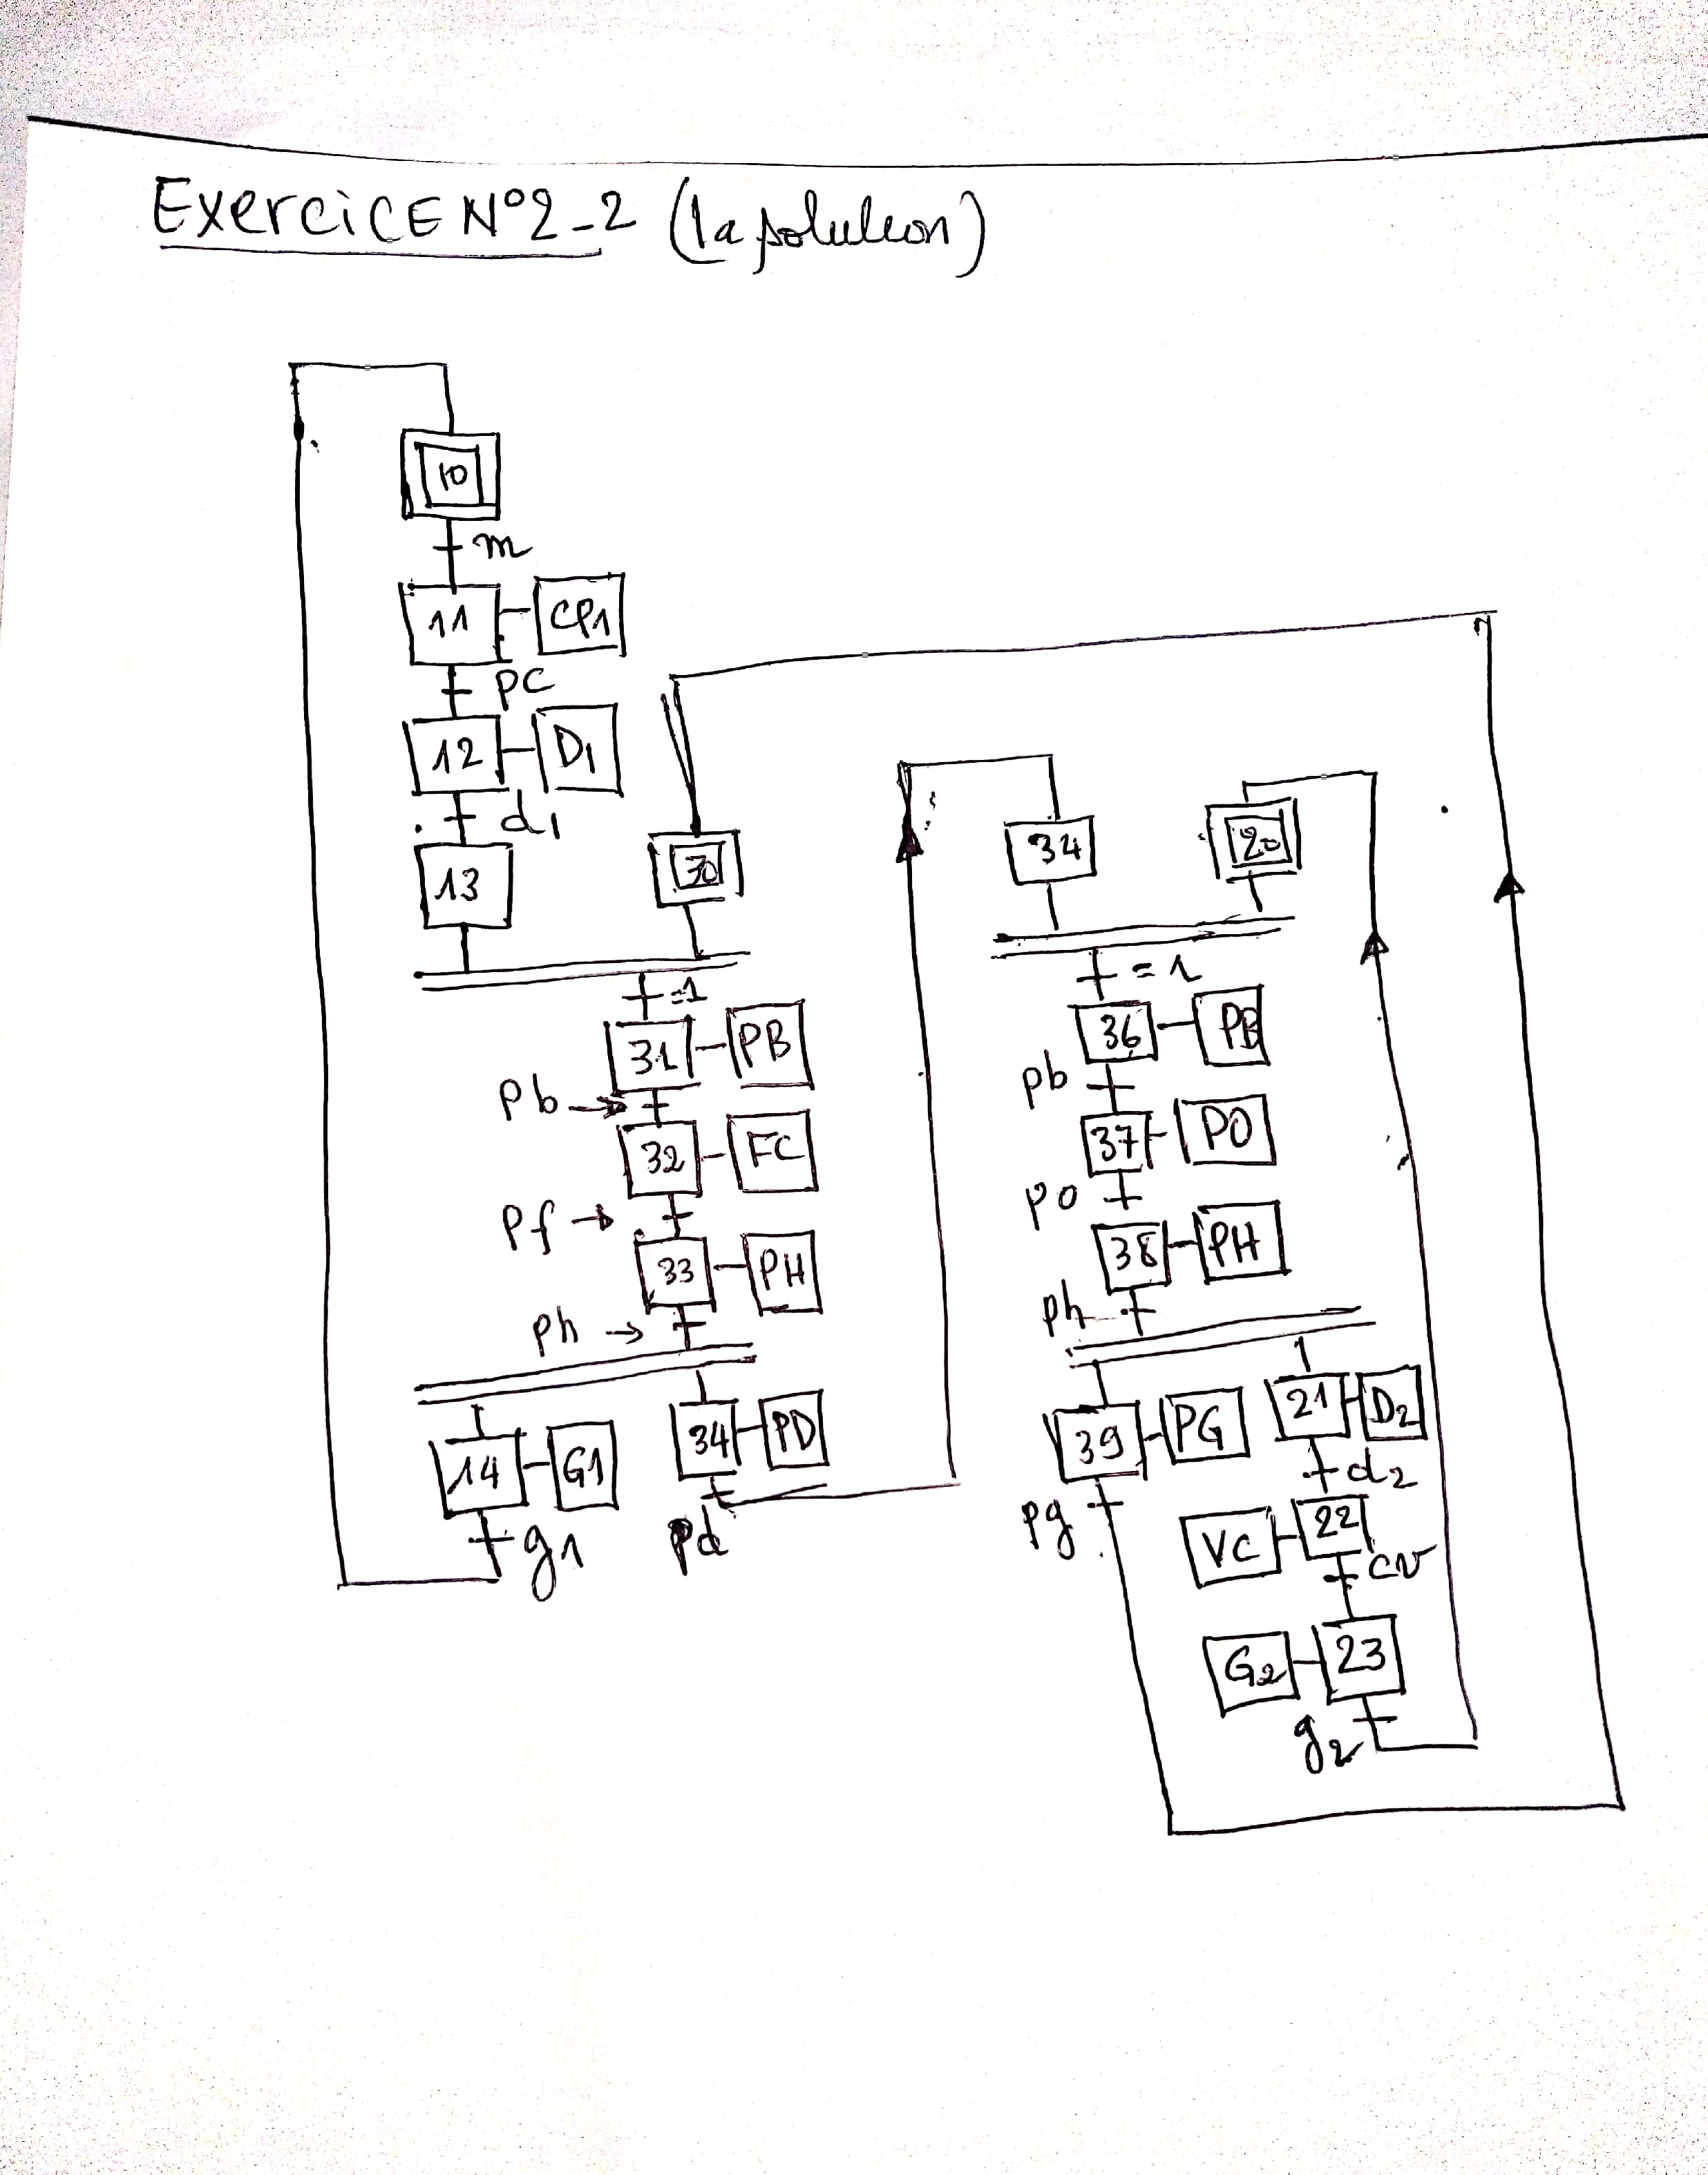 ExerciCE N°2-2 (la solution)
10
m
11 CP1
pc
12 D1
d1
13 30
=1
31 PB
Pb
32 FC
Pf
33 PH
Ph
14 G1 34 PD
g1 pd
34 20
=1
36 PB
pb
37 PO
po
38 PH
ph
39 PG 21 D2
pg d2
VC 22
cv
G2 23
g2